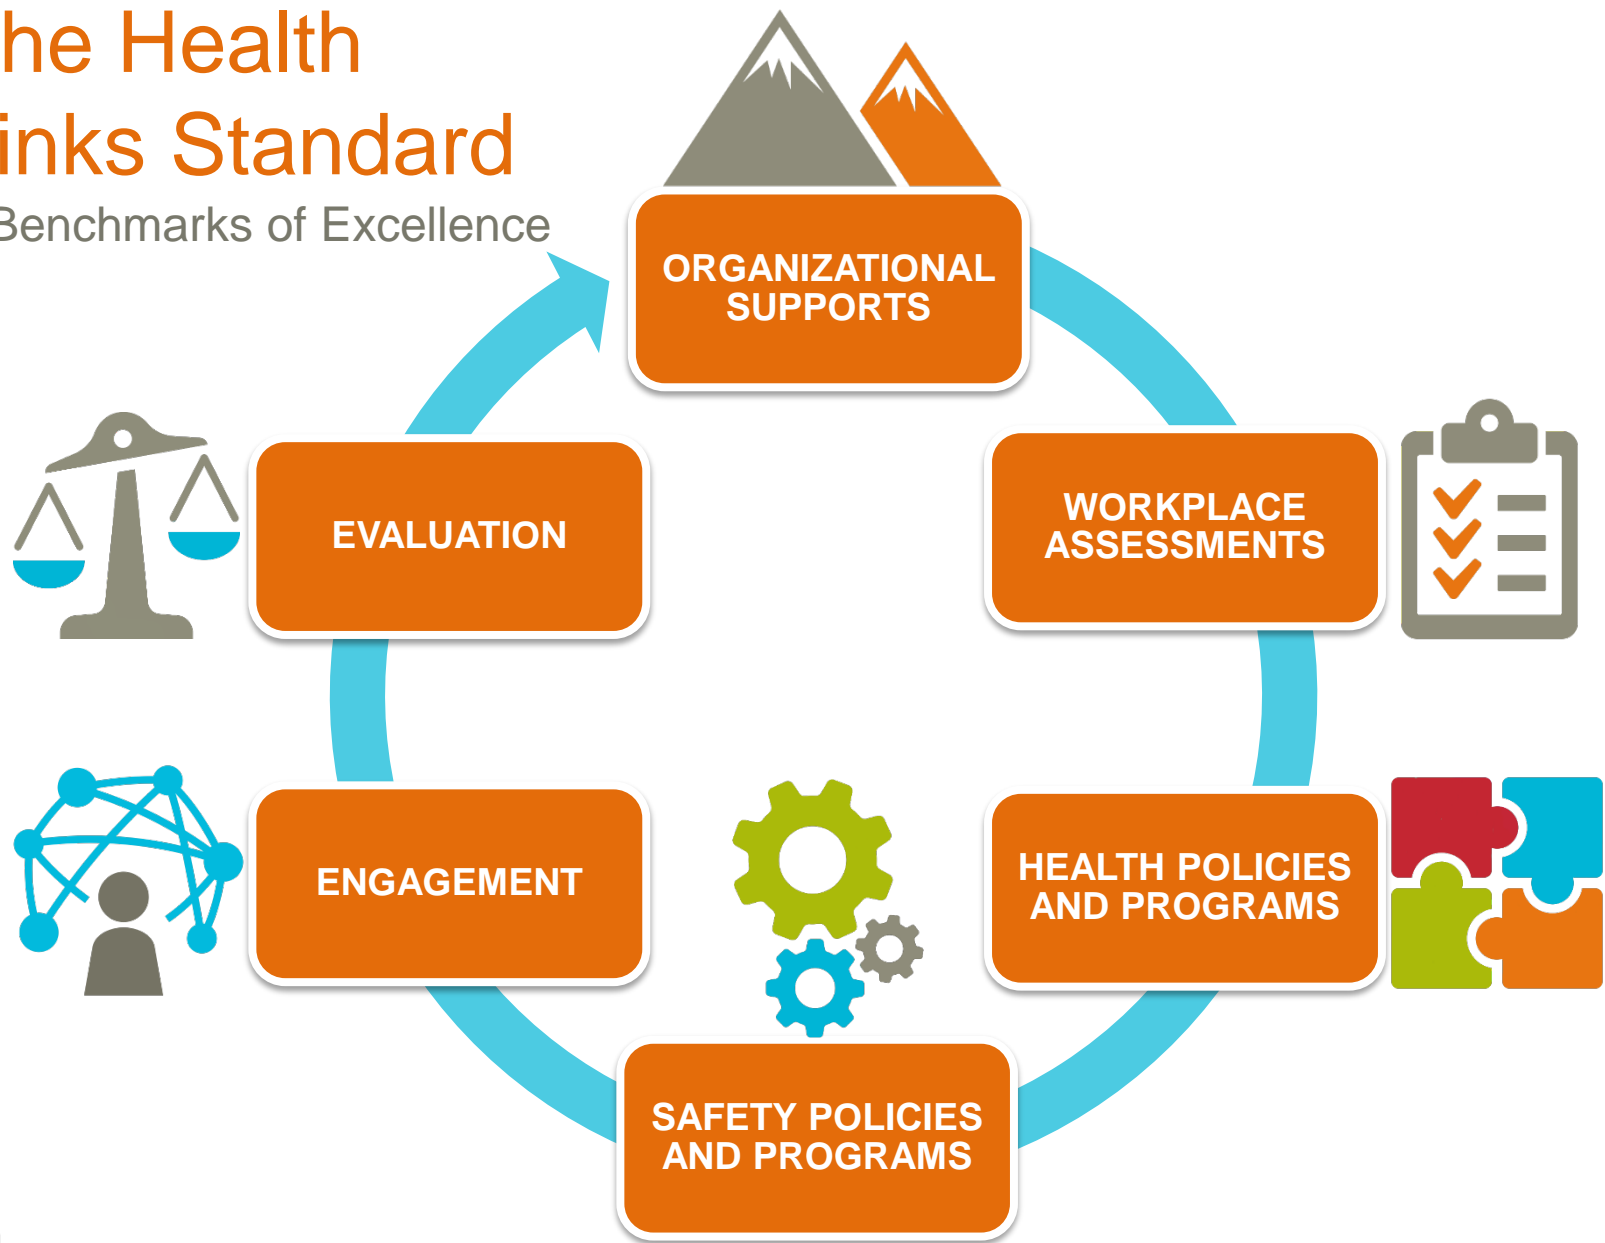 he Health
inks Standard
Benchmarks of Excellence
ORGANIZATIONAL
SUPPORTS
WORKPLACE
ASSESSMENTS
HEALTH POLICIES
AND PROGRAMS
SAFETY POLICIES
AND PROGRAMS
ENGAGEMENT
EVALUATION